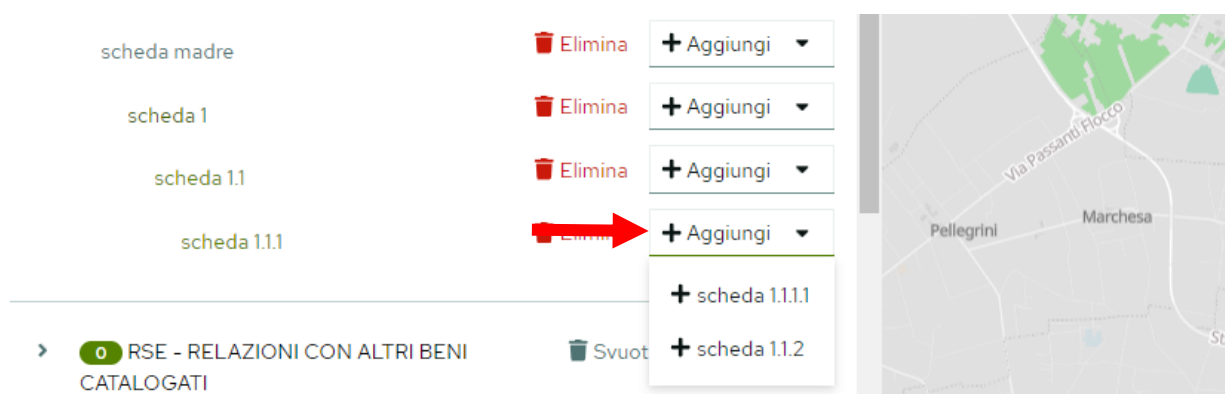 scheda madre Elimina Aggiungi
scheda 1 Elimina Aggiungi
scheda 1.1 Elimina Aggiungi
scheda 1.1.1 Elimina Aggiungi
scheda 1.1.1.1
scheda 1.1.2
0 RSE - RELAZIONI CON ALTRI BENI CATALOGATI Svuot
Via Passanti Flocco
Marchesa
Pellegrini
St